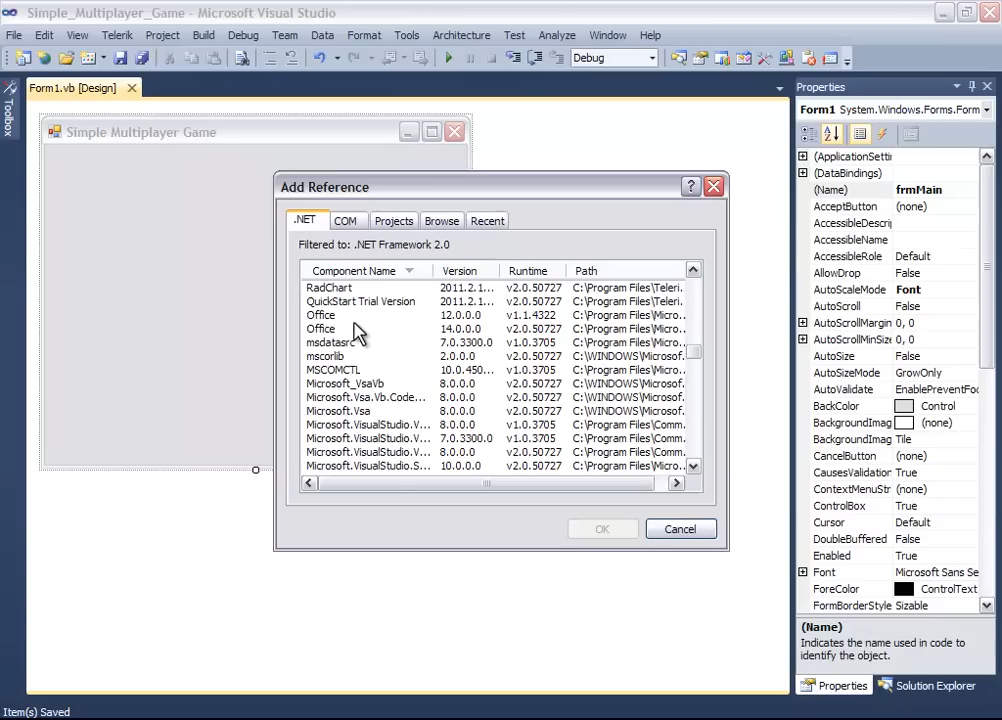 Simple_Multiplayer_Game - Microsoft Visual Studio
File Edit View Telerik Project Build Debug Team Data Format Tools Architecture Test Analyze Window Help
Debug
Toolbox
Form1.vb [Design]
Simple Multiplayer Game
Add Reference
.NET COM Projects Browse Recent
Filtered to: .NET Framework 2.0
Component Name Version Runtime Path
RadChart 2011.2.1... v2.0.50727 C:\Program Files\Teleri.
QuickStart Trial Version 2011.2.1... v2.0.50727 C:\Program Files\Teleri.
Office 12.0.0.0 v1.1.4322 C:\Program Files\Micro..
Office 14.0.0.0 v2.0.50727 C:\Program Files\Micro..
msdatasrc 7.0.3300.0 v1.0.3705 C:\Program Files\Micro..
mscorlib 2.0.0.0 v2.0.50727 C:\WINDOWS\Microsof.
MSCOMCTL 10.0.450... v1.0.3705 C:\Program Files\Micro..
Microsoft_VsaVb 8.0.0.0 v2.0.50727 C:\WINDOWS\Microsof.
Microsoft.Vsa.Vb.Code... 8.0.0.0 v2.0.50727 C:\WINDOWS\Microsof.
Microsoft.Vsa 8.0.0.0 v2.0.50727 C:\WINDOWS\Microsof.
Microsoft.VisualStudio.V... 8.0.0.0 v1.0.3705 C:\Program Files\Comm.
Microsoft.VisualStudio.V... 7.0.3300.0 v1.0.3705 C:\Program Files\Comm.
Microsoft.VisualStudio.V... 8.0.0.0 v2.0.50727 C:\Program Files\Comm.
Microsoft.VisualStudio.S... 10.0.0.0 v2.0.50727 C:\Program Files\Micro..
OK Cancel
Properties
Form1 System.Windows.Forms.Form
(ApplicationSetti
(DataBindings)
(Name) frmMain
AcceptButton (none)
AccessibleDescri
AccessibleName
AccessibleRole Default
AllowDrop False
AutoScaleMode Font
AutoScroll False
AutoScrollMargin 0, 0
AutoScrollMinSize 0, 0
AutoSize False
AutoSizeMode GrowOnly
AutoValidate EnablePreventFoc
BackColor Control
BackgroundImag (none)
BackgroundImag Tile
CancelButton (none)
CausesValidation True
ContextMenuStr (none)
ControlBox True
Cursor Default
DoubleBuffered False
Enabled True
Font Microsoft Sans Se
ForeColor ControlText
FormBorderStyle Sizable
(Name)
Indicates the name used in code to
identify the object.
Properties Solution Explorer
Item(s) Saved